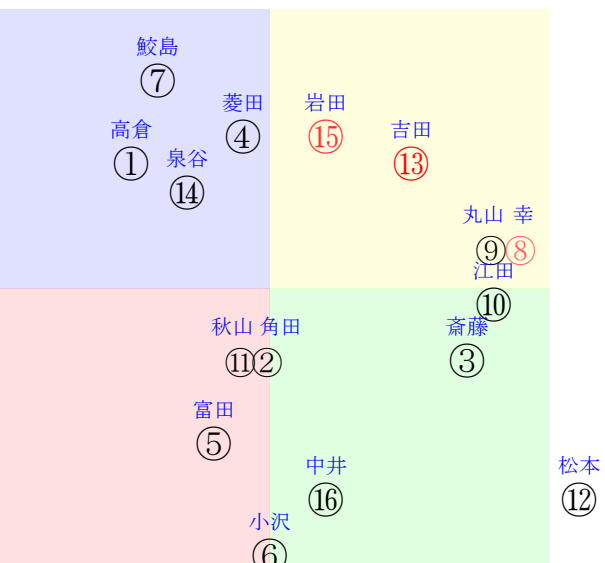 鮫島
⑦
菱田 岩田
④ ⑮
高倉 吉田
① ⑬
泉谷
⑭
丸山 幸
⑨⑧
江田
⑩
秋山 角田 斎藤
⑪② ③
富田
⑤
中井 松本
⑯ ⑫
小沢
⑥